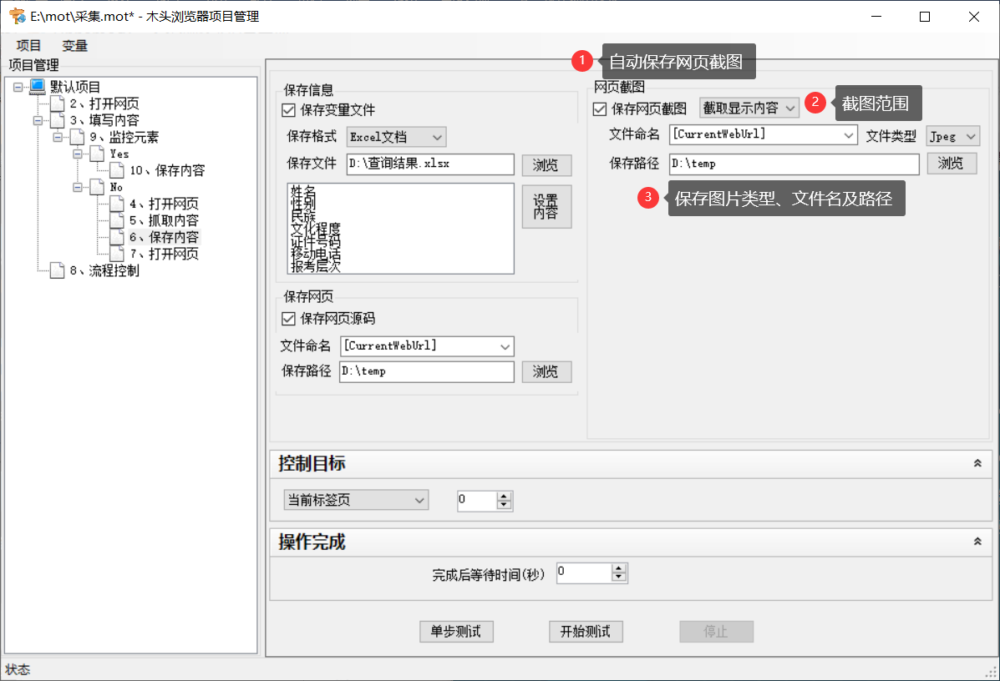 E:\mot\采集.mot* - 木头浏览器项目管理
项目 变量
项目管理
默认项目
2、打开网页
3、填写内容
9、监控元素
Yes
10、保存内容
No
4、打开网页
5、抓取内容
6、保存内容
7、打开网页
8、流程控制
保存信息
保存变量文件
保存格式 Excel文档
保存文件 D:\查询结果.xlsx 浏览
姓名
性别
民族
文化程度
证件号码
移动电话
报考层次
设置
内容
保存网页
保存网页源码
文件命名 [CurrentWebUrl]
保存路径 D:\temp 浏览
1 自动保存网页截图
网页截图
保存网页截图 截取显示内容 2 截图范围
文件命名 [CurrentWebUrl] 文件类型 Jpeg
保存路径 D:\temp 浏览
3 保存图片类型、文件名及路径
控制目标
当前标签页 0
操作完成
完成后等待时间(秒) 0
单步测试 开始测试 停止
状态